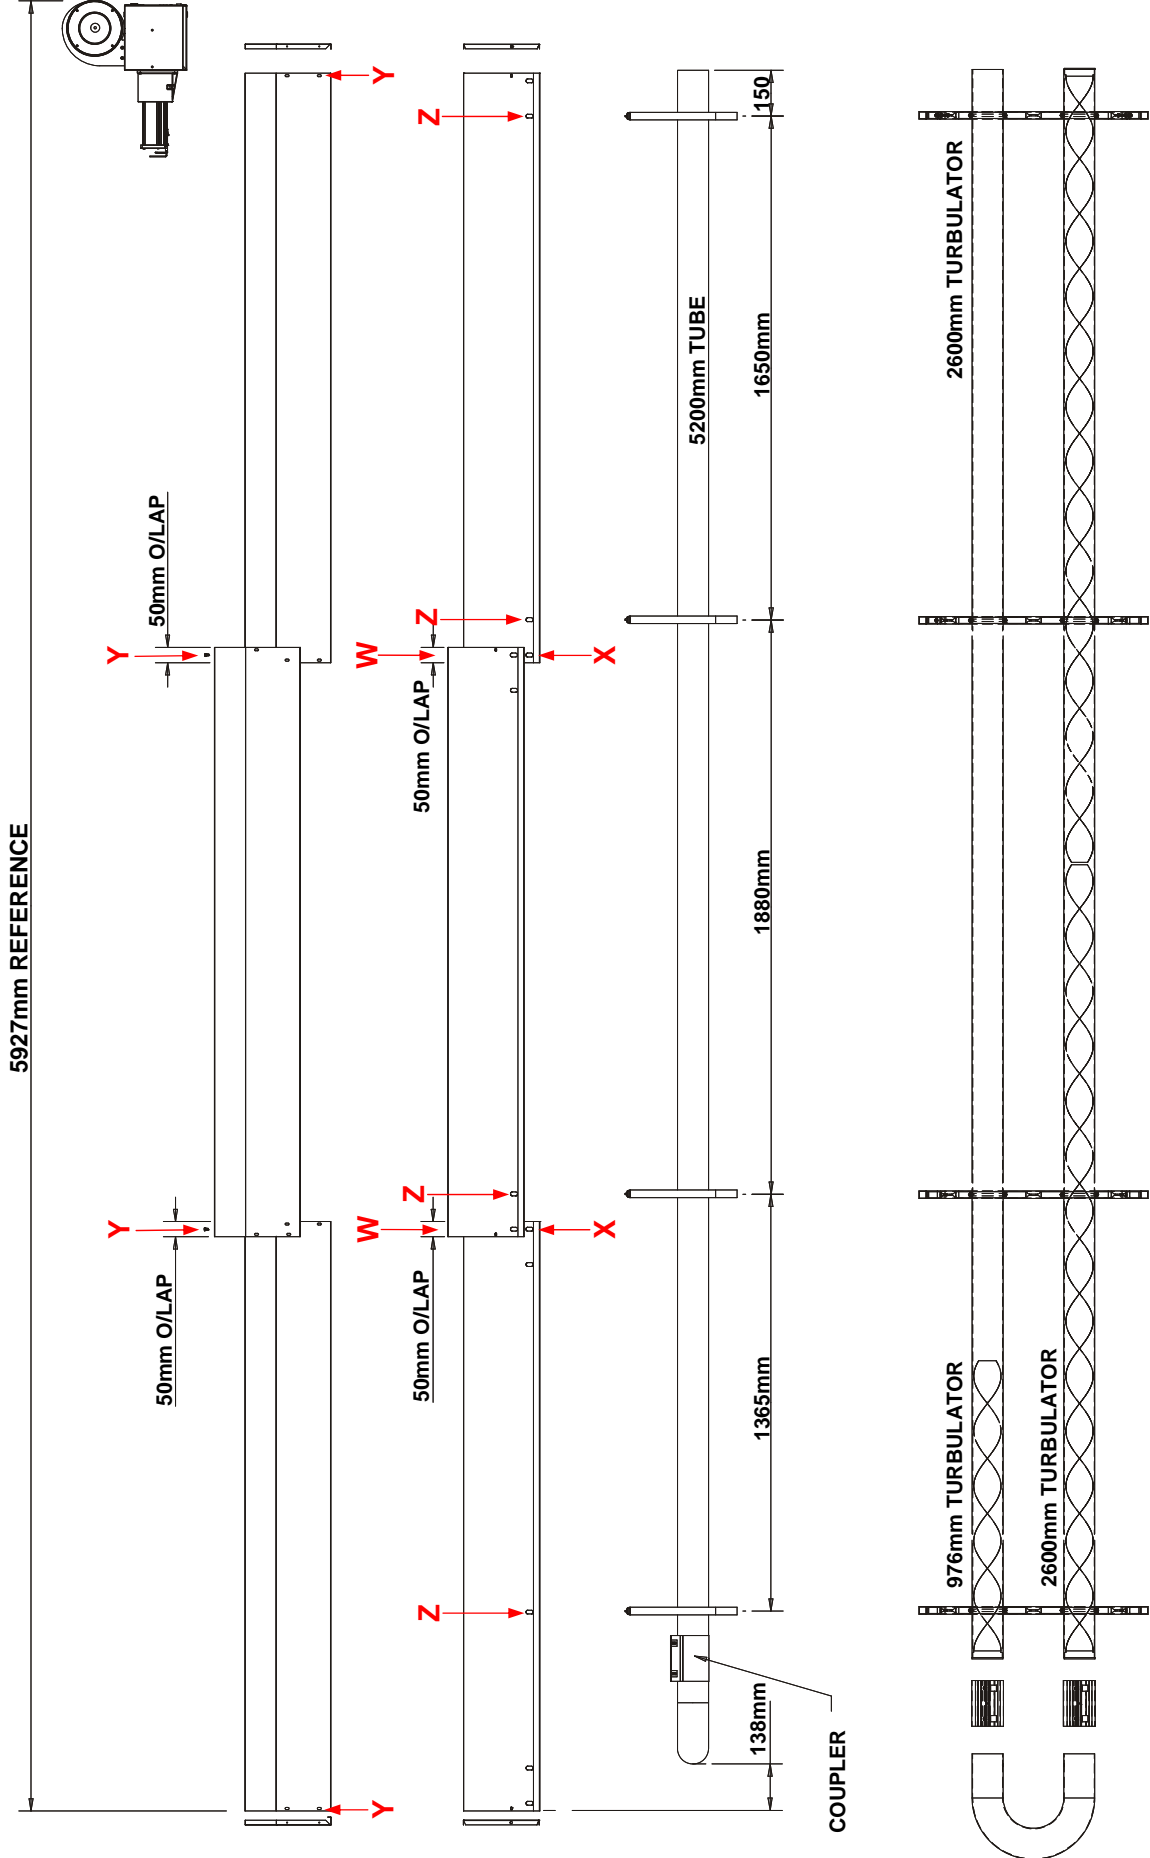 5927mm REFERENCE
50mm O/LAP
50mm O/LAP
Y
Y
Y
Y
50mm O/LAP
50mm O/LAP
Z
Z
Z
Z
W
W
X
X
5200mm TUBE
COUPLER
138mm
1365mm
1880mm
1650mm
150
976mm TURBULATOR
2600mm TURBULATOR
2600mm TURBULATOR